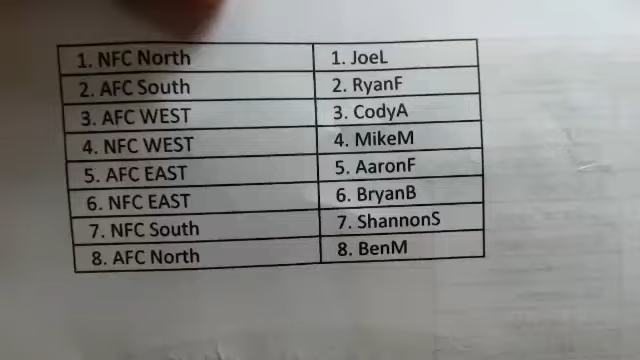 1. NFC North 1. JoeL
2. AFC South 2. RyanF
3. AFC WEST 3. CodyA
4. NFC WEST 4. MikeM
5. AFC EAST 5. AaronF
6. NFC EAST 6. BryanB
7. NFC South 7. ShannonS
8. AFC North 8. BenM